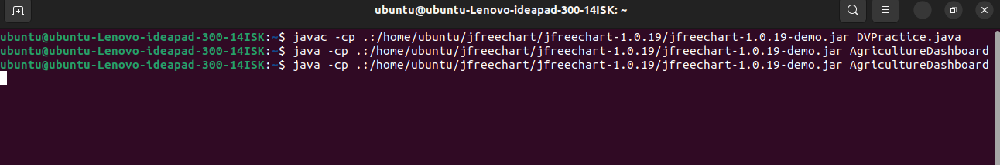 ubuntu@ubuntu-Lenovo-ideapad-300-14ISK: ~
ubuntu@ubuntu-Lenovo-ideapad-300-14ISK:~$ javac -cp .:/home/ubuntu/jfreechart/jfreechart-1.0.19/jfreechart-1.0.19-demo.jar DVPractice.java
ubuntu@ubuntu-Lenovo-ideapad-300-14ISK:~$ java -cp .:/home/ubuntu/jfreechart/jfreechart-1.0.19/jfreechart-1.0.19-demo.jar AgricultureDashboard
ubuntu@ubuntu-Lenovo-ideapad-300-14ISK:~$ java -cp .:/home/ubuntu/jfreechart/jfreechart-1.0.19/jfreechart-1.0.19-demo.jar AgricultureDashboard